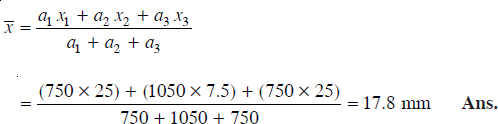 x̄ = (a₁ x₁ + a₂ x₂ + a₃ x₃) / (a₁ + a₂ + a₃)
= ((750 × 25) + (1050 × 7.5) + (750 × 25)) / (750 + 1050 + 750) = 17.8 mm Ans.